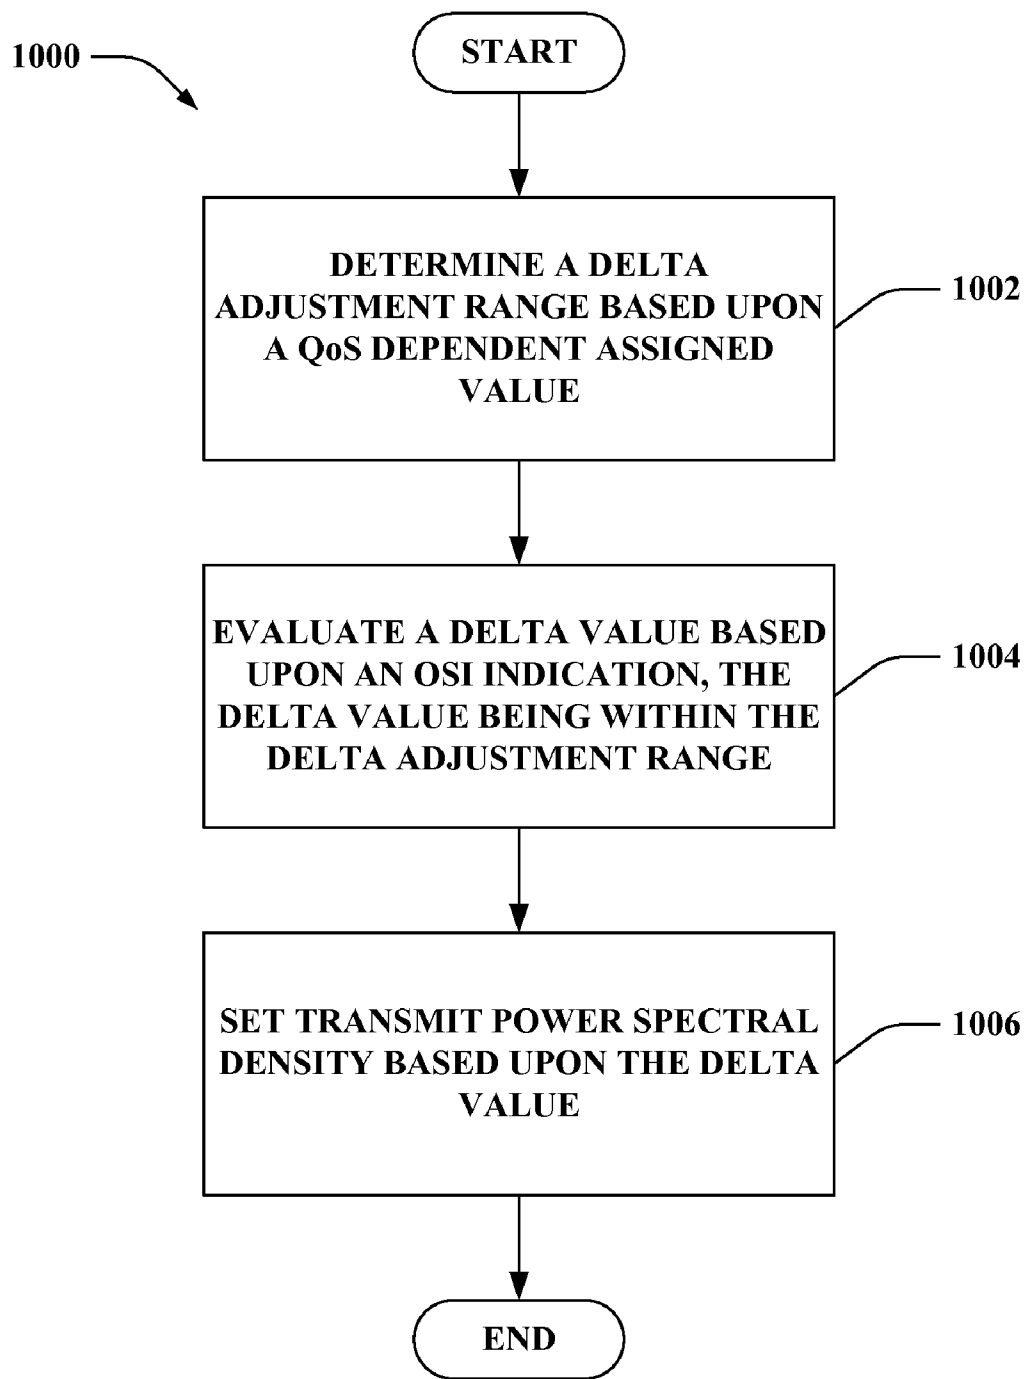 1000
START
DETERMINE A DELTA
ADJUSTMENT RANGE BASED UPON
A QoS DEPENDENT ASSIGNED
VALUE
1002
EVALUATE A DELTA VALUE BASED
UPON AN OSI INDICATION, THE
DELTA VALUE BEING WITHIN THE
DELTA ADJUSTMENT RANGE
1004
SET TRANSMIT POWER SPECTRAL
DENSITY BASED UPON THE DELTA
VALUE
1006
END